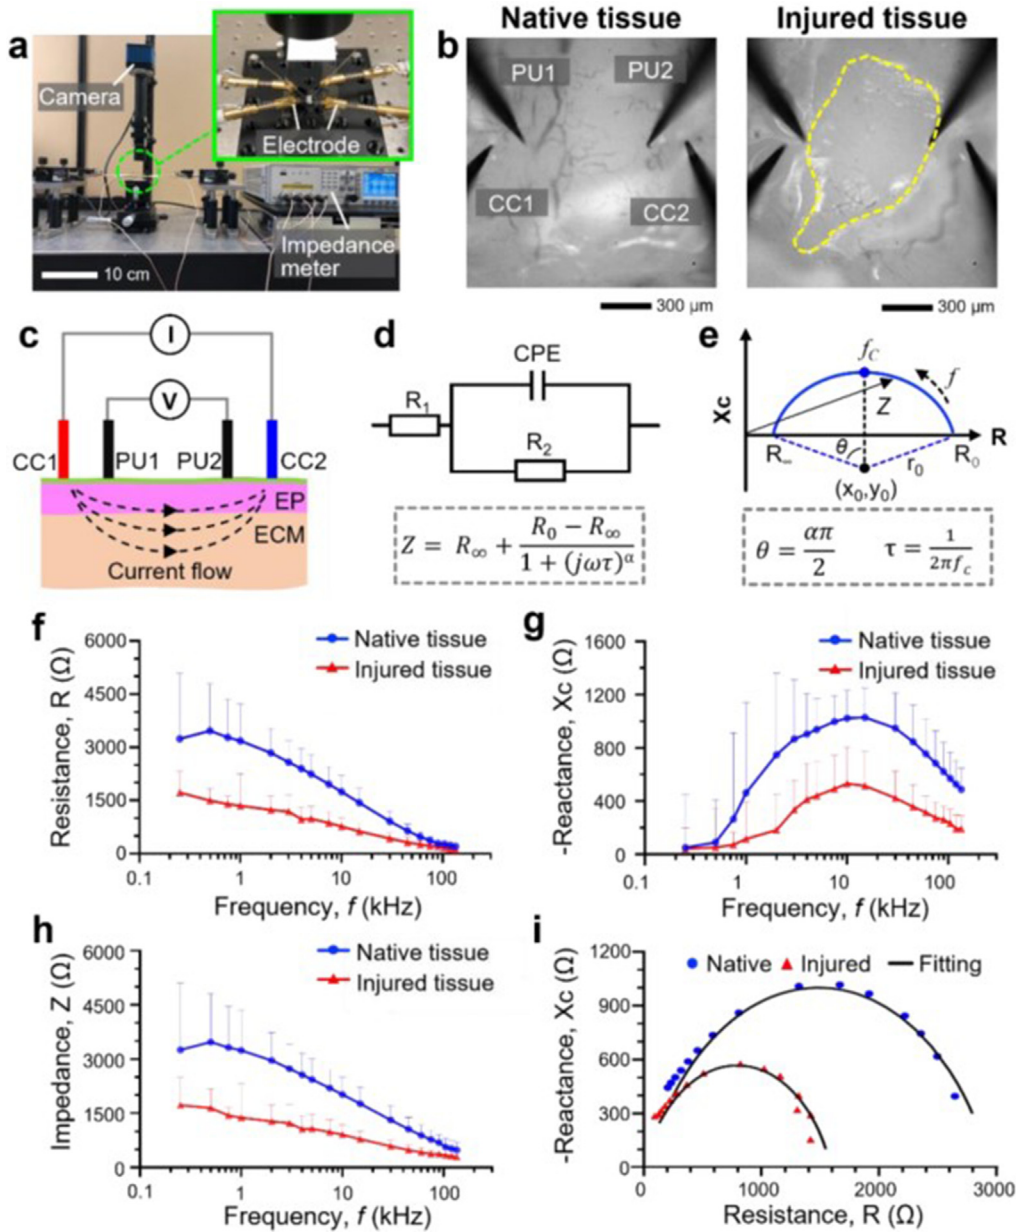 a
Camera
Electrode
Impedance
meter
10 cm
b
Native tissue
Injured tissue
PU1
PU2
CC1
CC2
300 µm
300 µm
c
I
V
CC1
PU1
PU2
CC2
EP
ECM
Current flow
d
CPE
R₁
R₂
Z = R∞ + (R₀ − R∞) / (1 + (jωτ)^α)
e
f_C
f
Xc
Z
R
θ
R∞
r₀
R₀
(x₀,y₀)
θ = απ/2
τ = 1/(2πf_c)
f
Native tissue
Injured tissue
Resistance, R (Ω)
6000
4500
3000
1500
0
0.1
1
10
100
Frequency, f (kHz)
g
Native tissue
Injured tissue
-Reactance, Xc (Ω)
1600
1200
800
400
0
0.1
1
10
100
Frequency, f (kHz)
h
Native tissue
Injured tissue
Impedance, Z (Ω)
6000
4500
3000
1500
0
0.1
1
10
100
Frequency, f (kHz)
i
Native
Injured
Fitting
-Reactance, Xc (Ω)
1200
900
600
300
0
0
1000
2000
3000
Resistance, R (Ω)